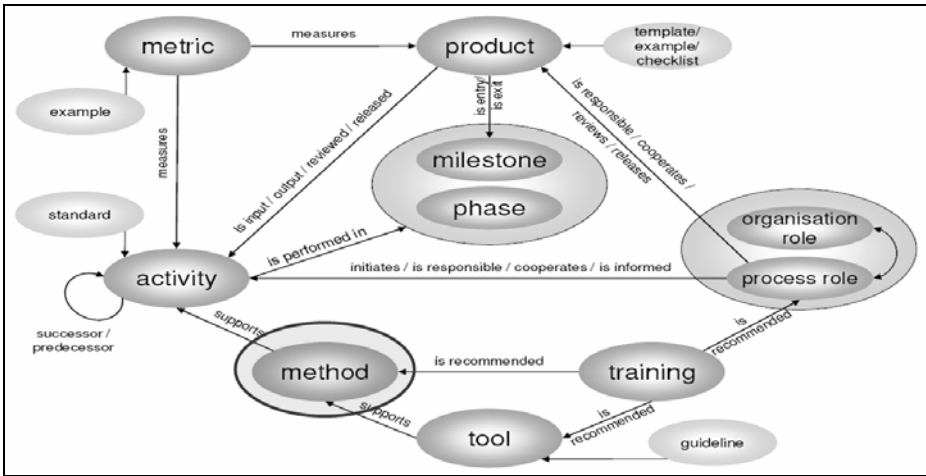 measures
metric
product
template/
example/
checklist
example
measures
is input / output / reviewed / released
is entry/
is exit
is responsible / cooperates /
reviews / releases
milestone
phase
standard
organisation
role
is performed in
activity
initiates / is responsible / cooperates / is informed
process role
successor /
predecessor
supports
is
recommended
is recommended
method
training
supports
is
recommended
tool
guideline